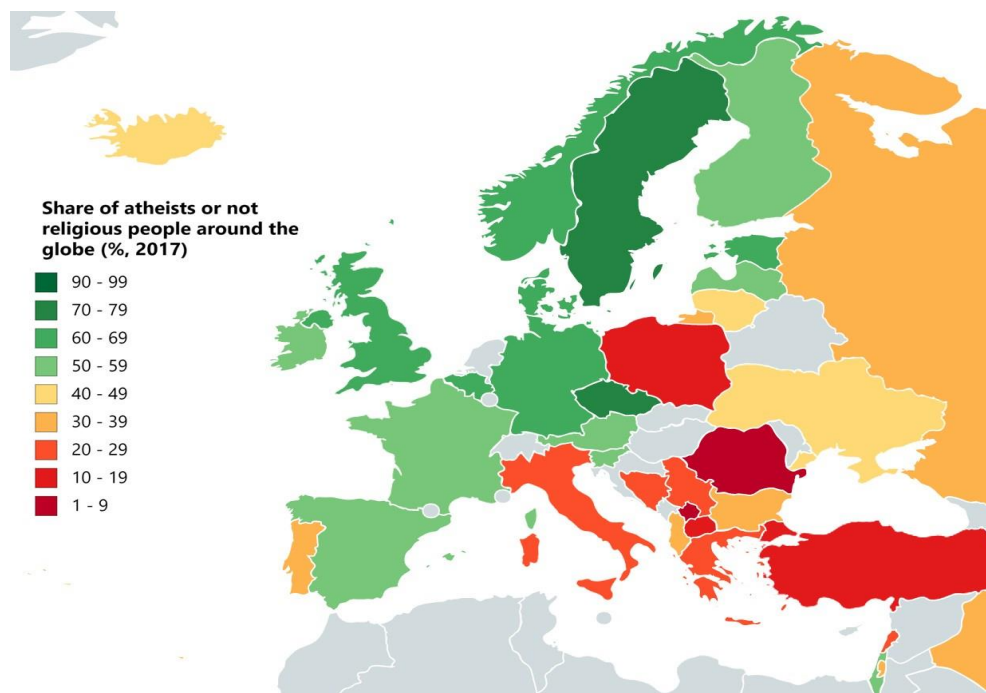 Share of atheists or not
religious people around the
globe (%, 2017)
90 - 99
70 - 79
60 - 69
50 - 59
40 - 49
30 - 39
20 - 29
10 - 19
1 - 9